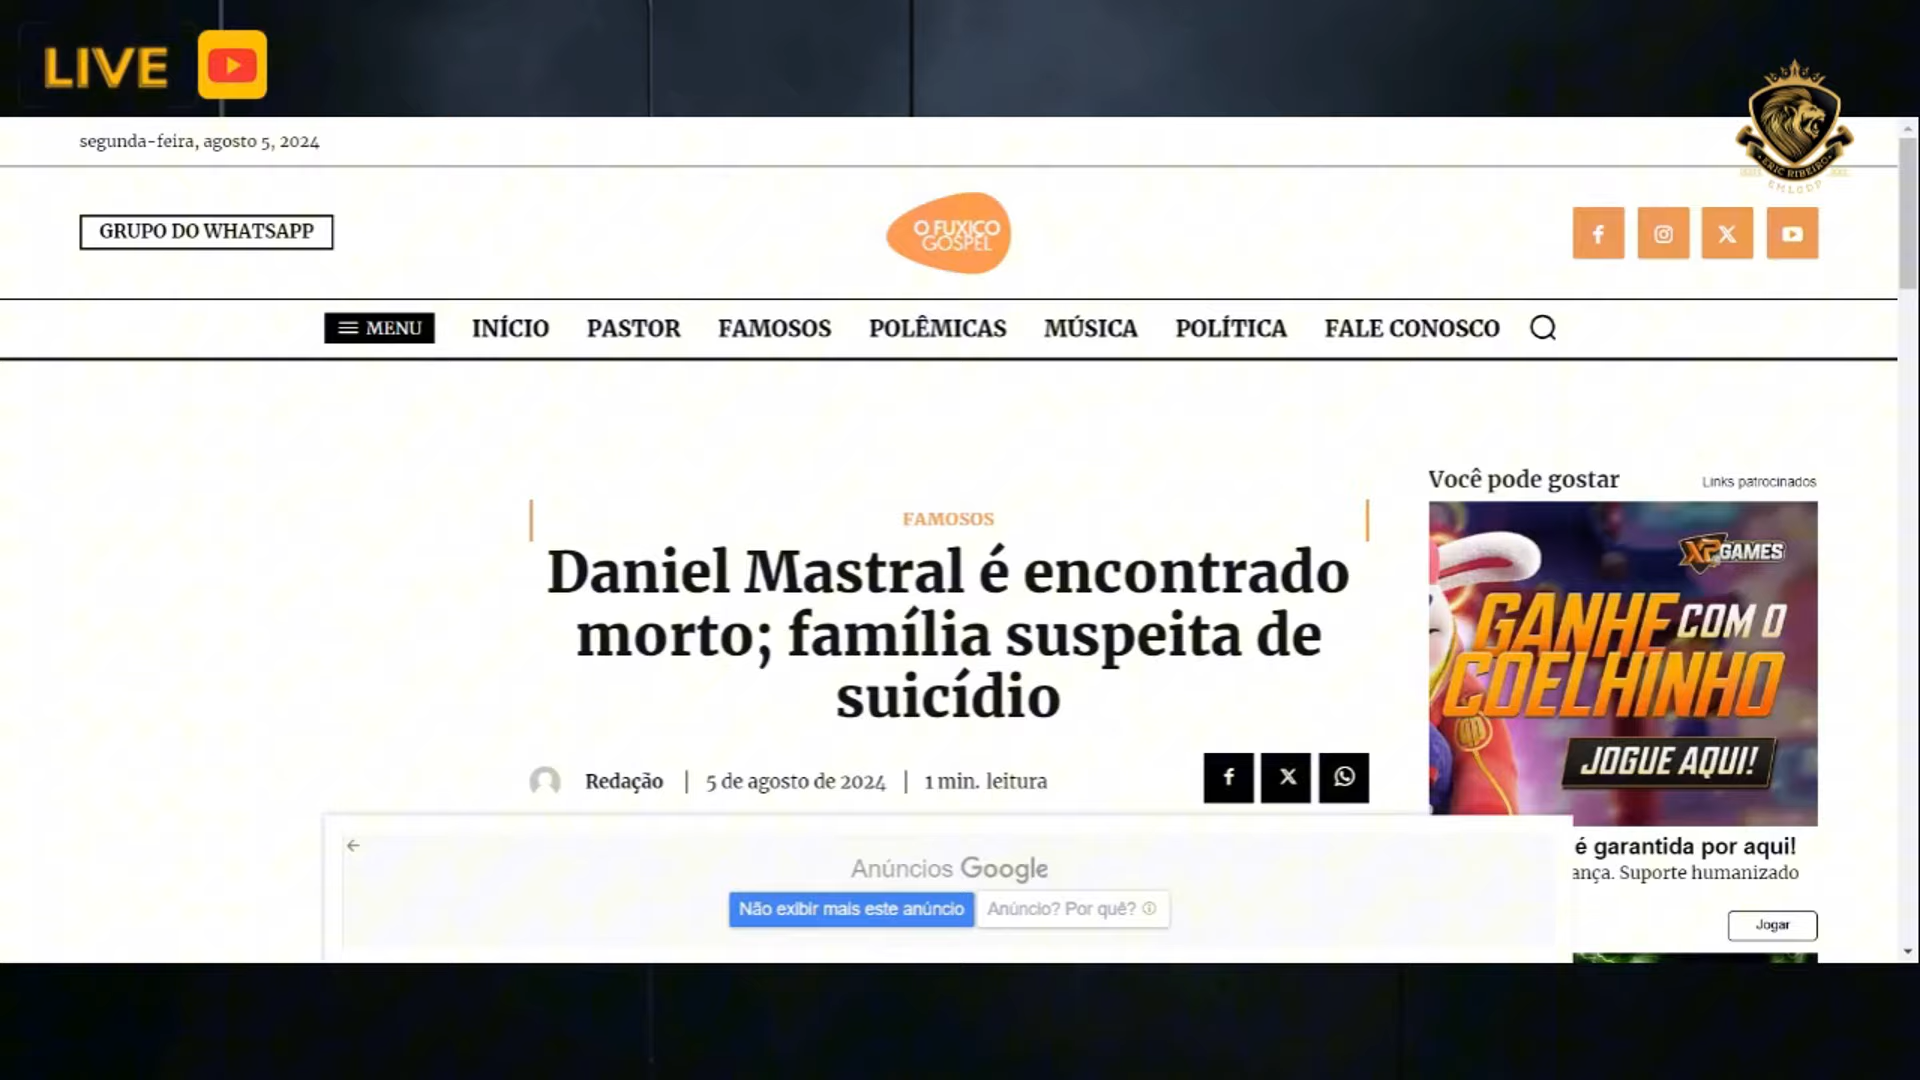 LIVE
segunda-feira, agosto 5, 2024
ERIC RIBEIRO
GRUPO DO WHATSAPP
O FUXICO
GOSPEL
MENU
INÍCIO
PASTOR
FAMOSOS
POLÊMICAS
MÚSICA
POLÍTICA
FALE CONOSCO
Você pode gostar
Links patrocinados
FAMOSOS
Daniel Mastral é encontrado
morto; família suspeita de
suicídio
XP GAMES
GANHE COM O
COELHINHO
JOGUE AQUI!
Redação | 5 de agosto de 2024 | 1 min. leitura
é garantida por aqui!
ança. Suporte humanizado
Anúncios Google
Não exibir mais este anúncio
Anúncio? Por quê?
Jogar